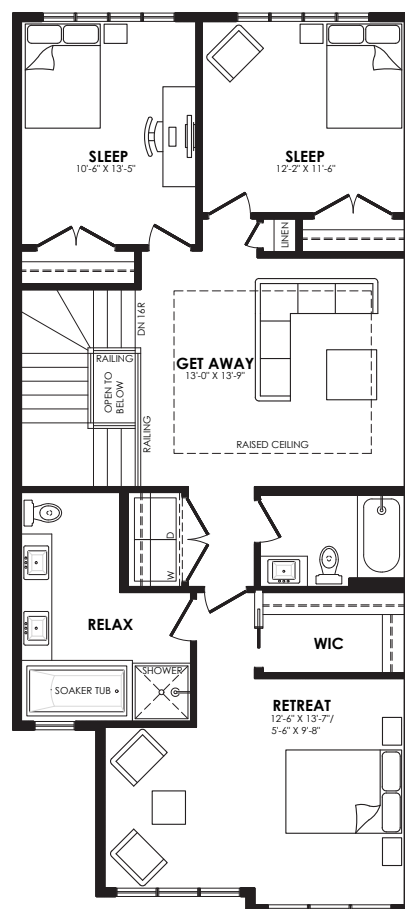 SLEEP
10'-6" X 13'-5"
SLEEP
12'-2" X 11'-6"
LINEN
DN 16R
RAILING
OPEN TO
BELOW
RAILING
GET AWAY
13'-0" X 13'-9"
RAISED CEILING
D
W
RELAX
SHOWER
SOAKER TUB
WIC
RETREAT
12'-6" X 13'-7"/
5'-6" X 9'-8"